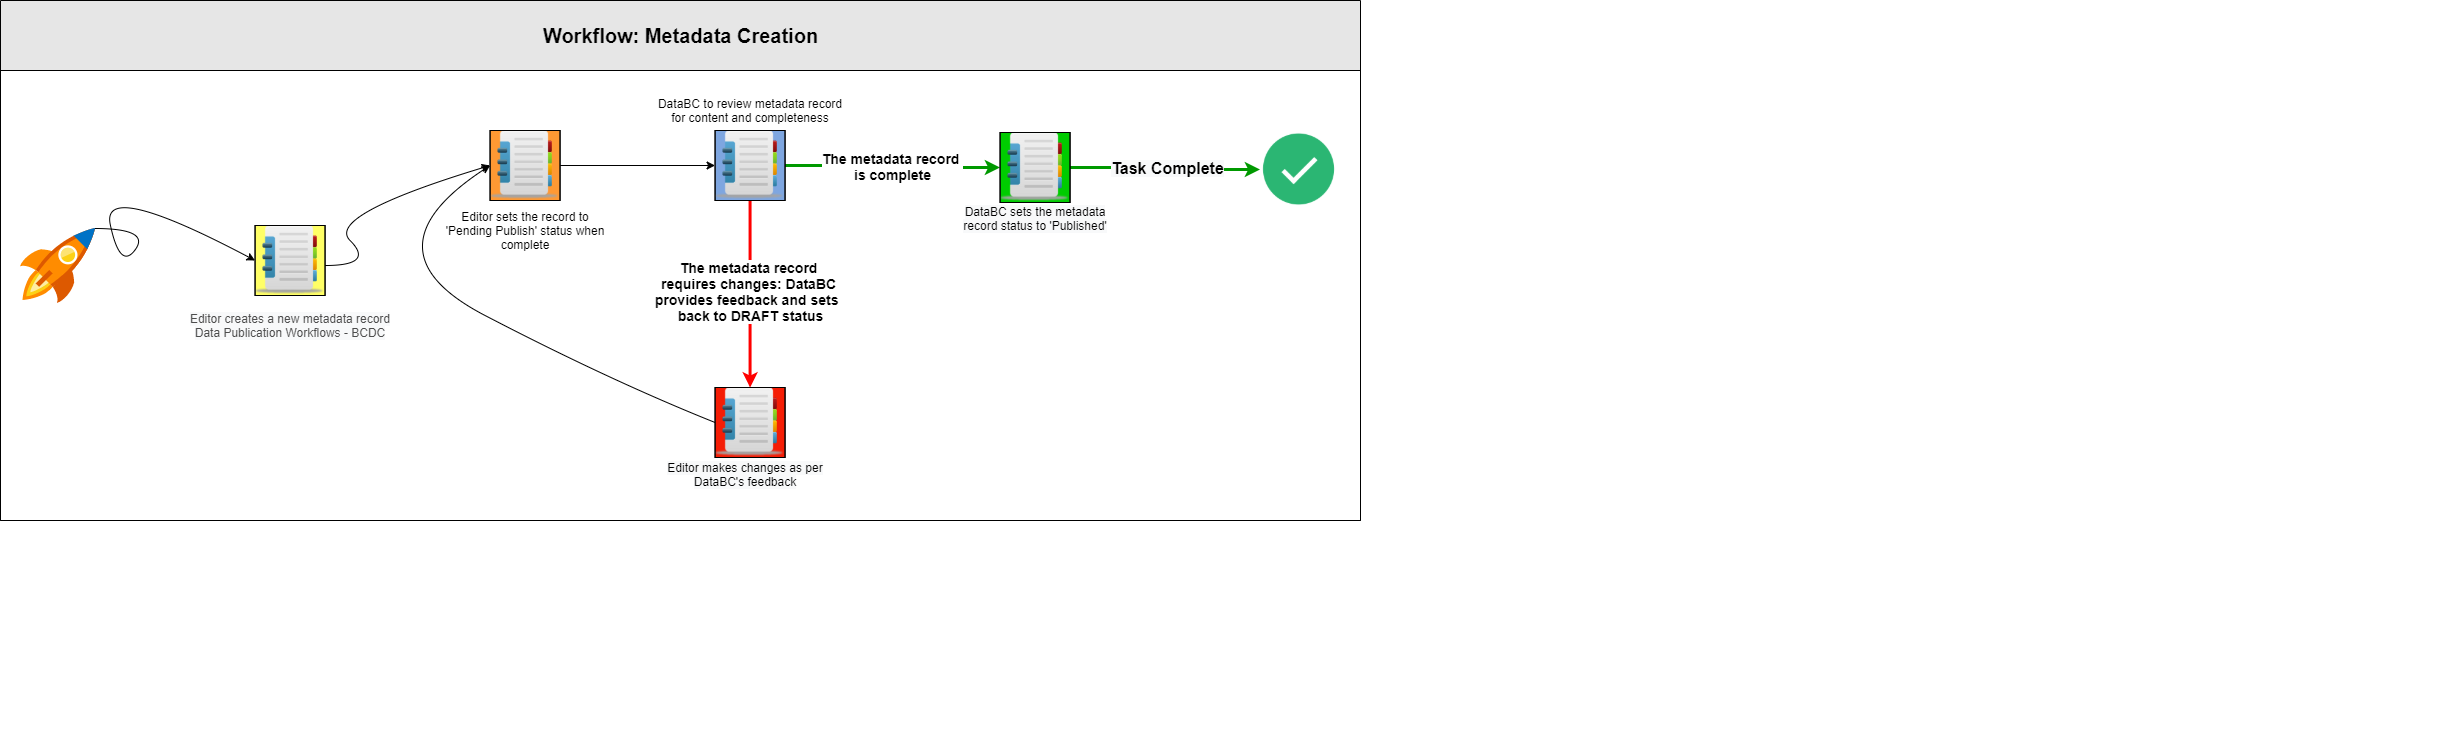 Workflow: Metadata Creation
DataBC to review metadata record
for content and completeness
The metadata record
is complete
Task Complete
Editor sets the record to
'Pending Publish' status when
complete
DataBC sets the metadata
record status to 'Published'
The metadata record
requires changes: DataBC
provides feedback and sets
back to DRAFT status
Editor creates a new metadata record
Data Publication Workflows - BCDC
Editor makes changes as per
DataBC's feedback